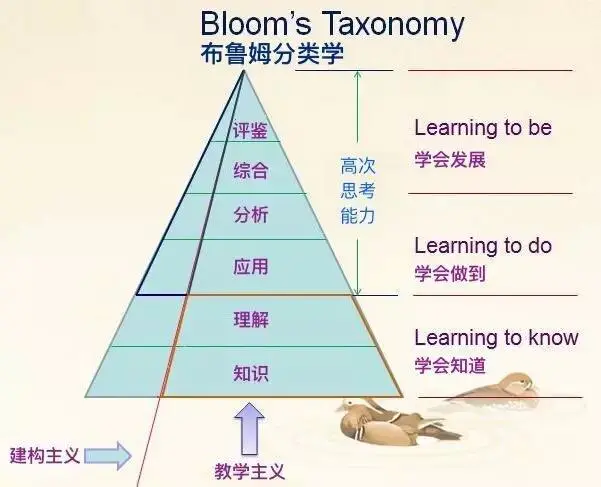 Bloom's Taxonomy
布鲁姆分类学
评鉴
综合
分析
应用
理解
知识
高次
思考
能力
Learning to be
学会发展
Learning to do
学会做到
Learning to know
学会知道
建构主义
教学主义